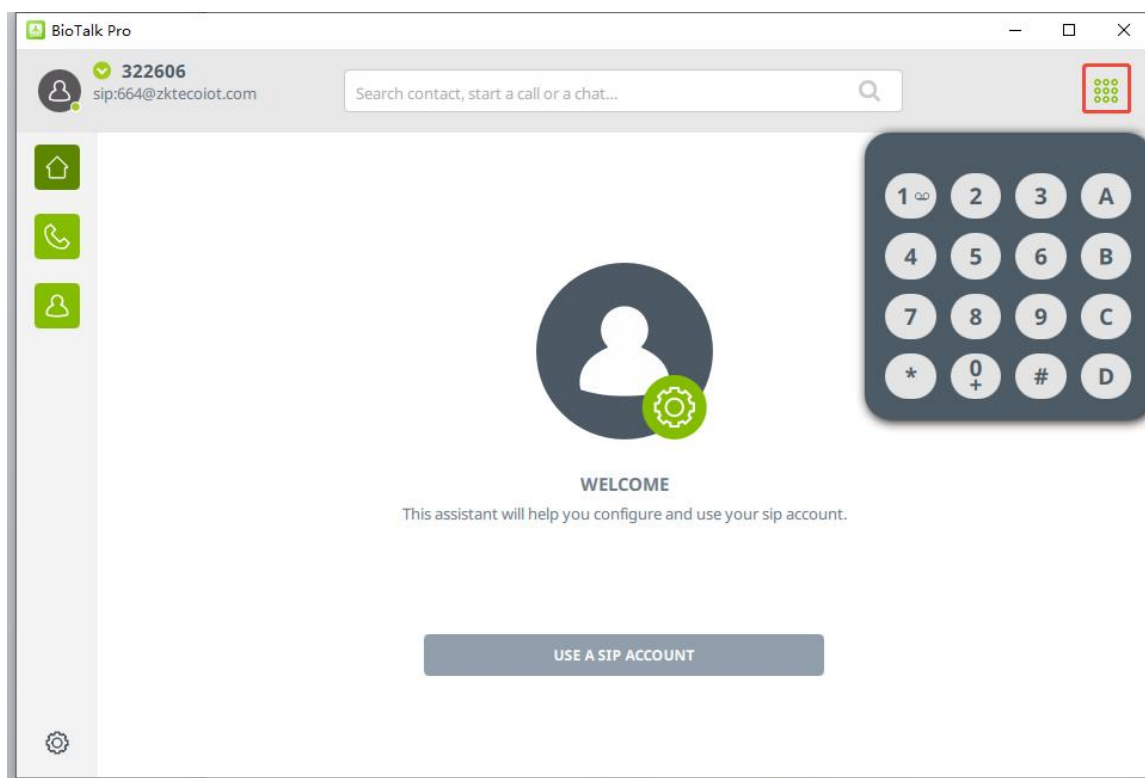 BioTalk Pro
322606
sip:664@zktecoiot.com
Search contact, start a call or a chat...
1 2 3 A
4 5 6 B
7 8 9 C
* 0 # D
+
WELCOME
This assistant will help you configure and use your sip account.
USE A SIP ACCOUNT